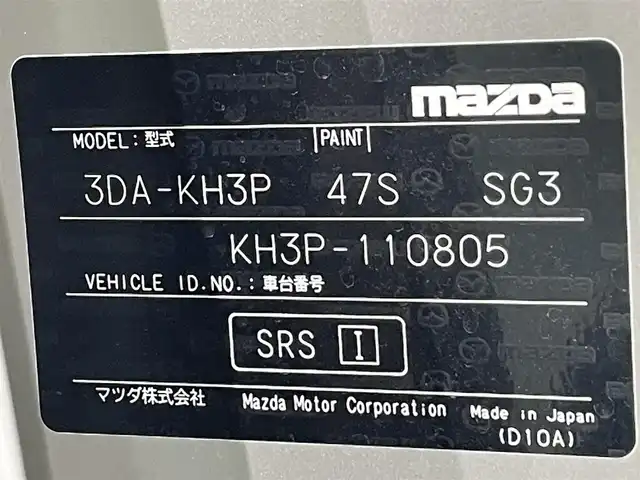 mazda
MODEL：型式 PAINT
3DA-KH3P 47S SG3
KH3P-110805
VEHICLE ID.NO.：車台番号
SRS I
マツダ株式会社 Mazda Motor Corporation Made in Japan
(D10A)